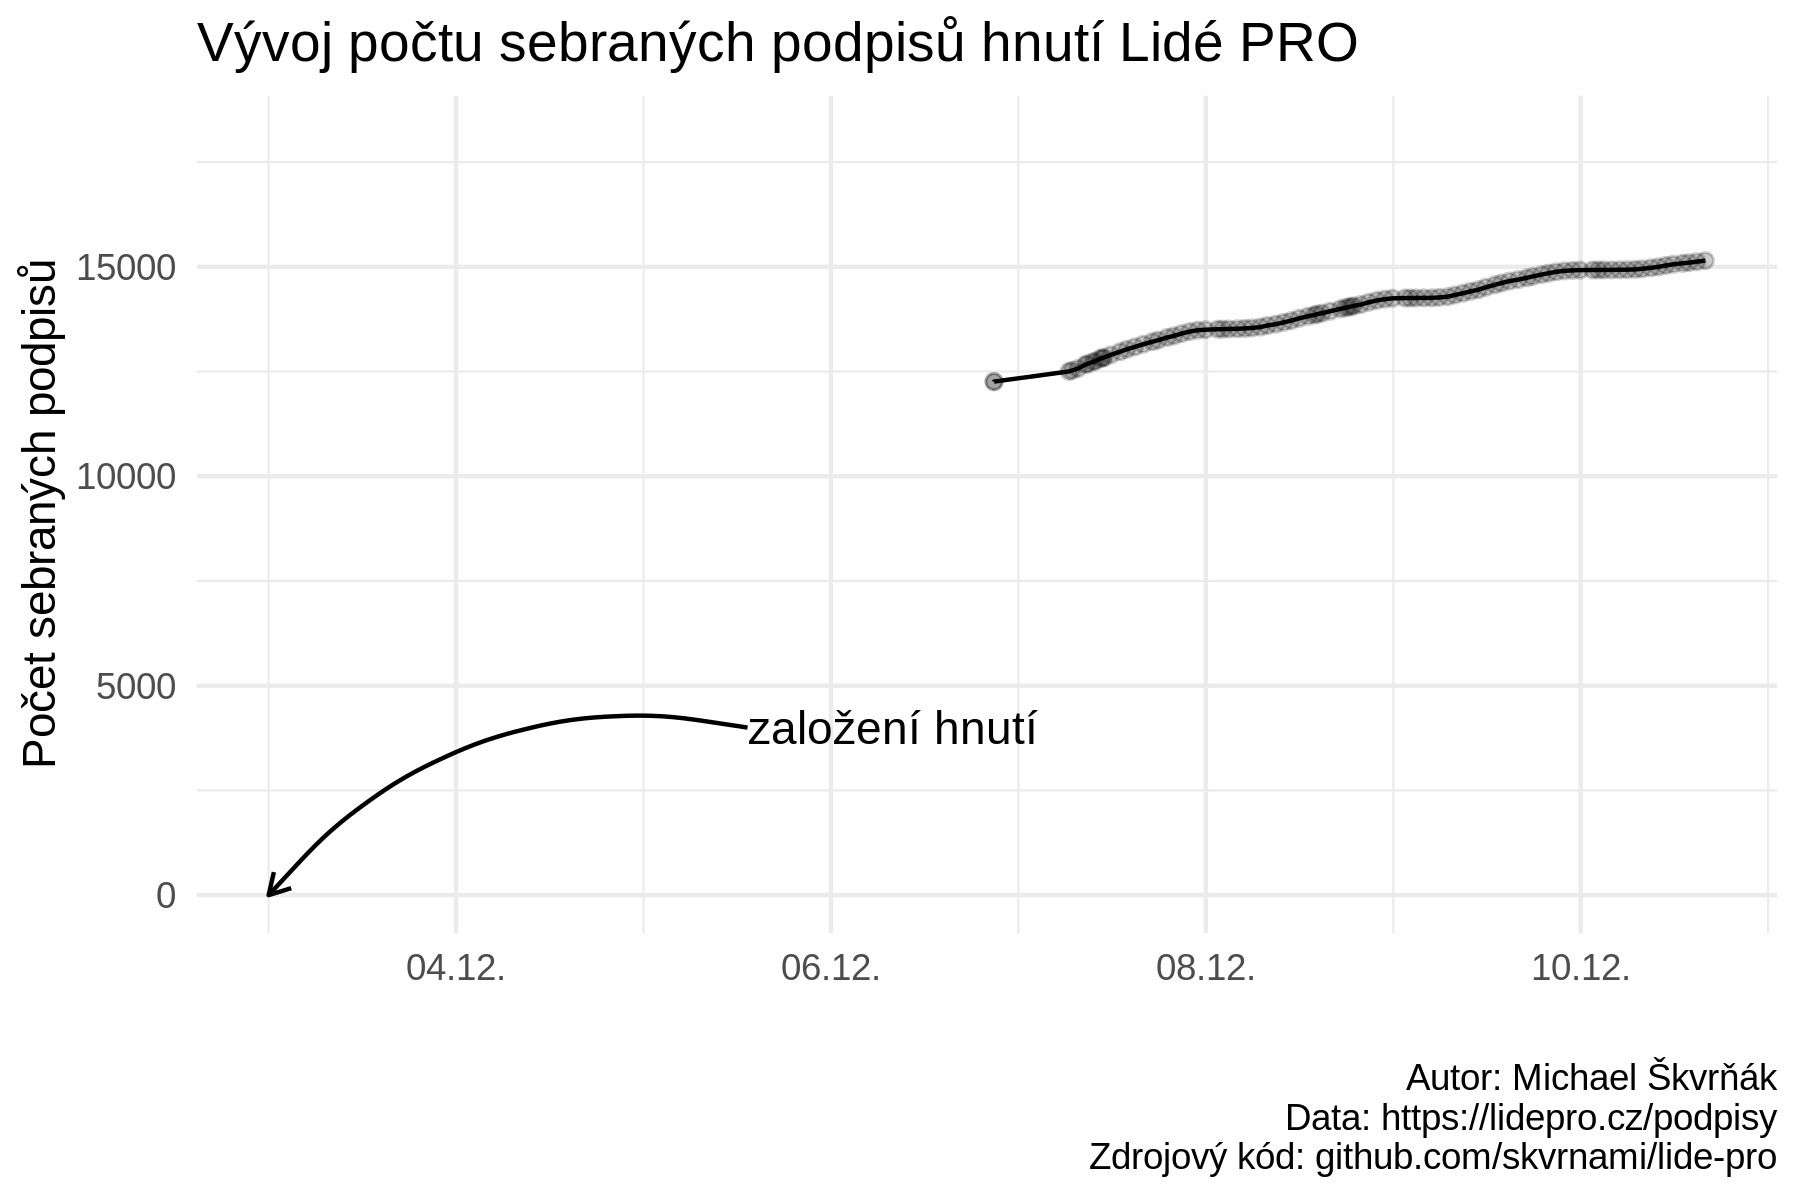 Vývoj počtu sebraných podpisů hnutí Lidé PRO
Počet sebraných podpisů
15000
10000
5000
0
založení hnutí
04.12.
06.12.
08.12.
10.12.
Autor: Michael Škvrňák
Data: https://lidepro.cz/podpisy
Zdrojový kód: github.com/skvrnami/lide-pro